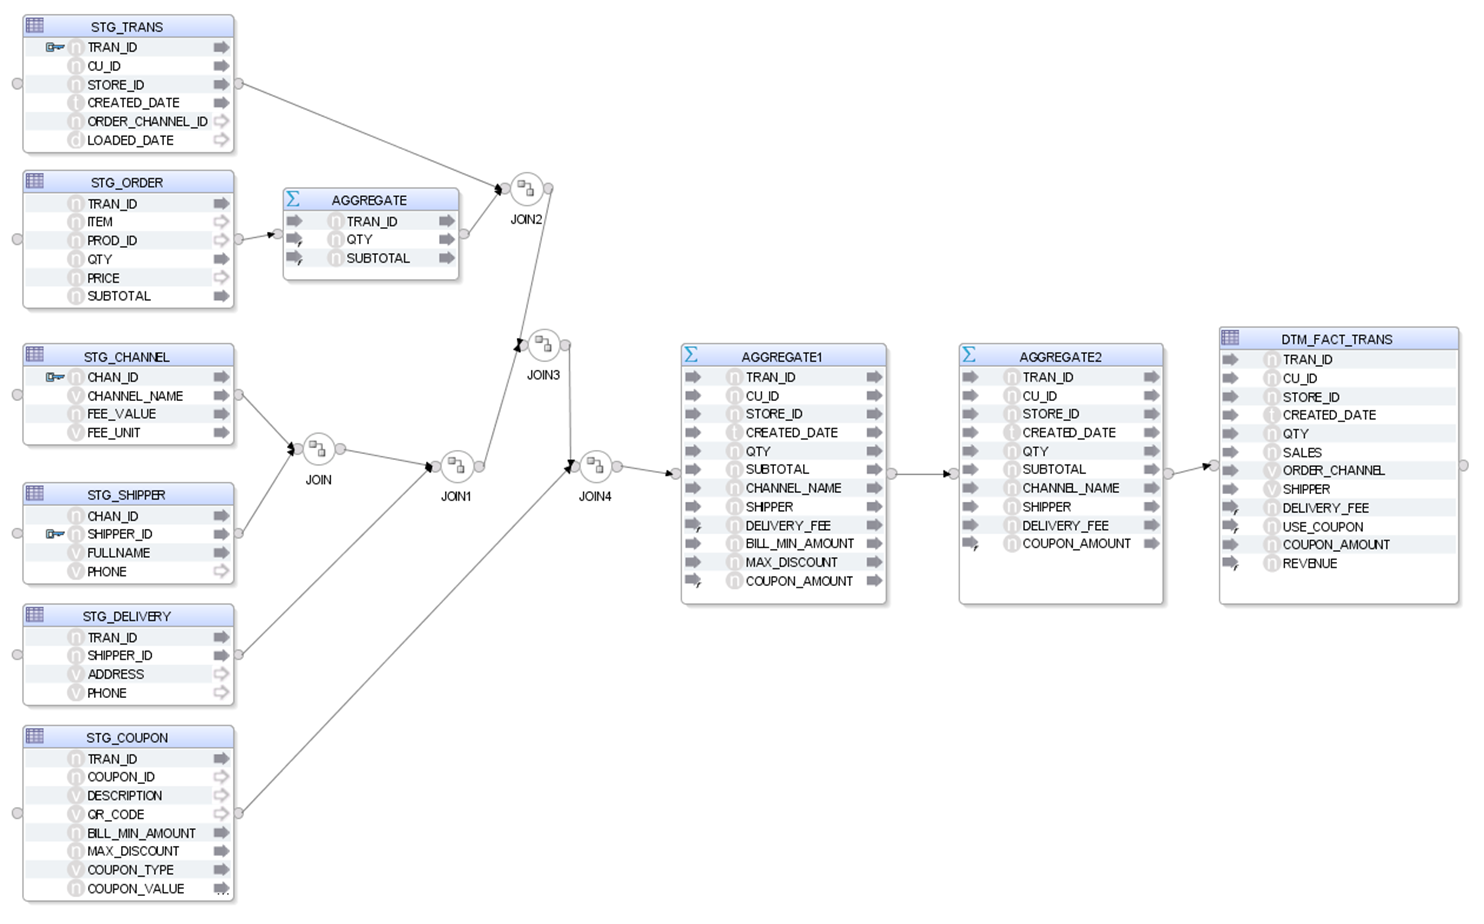 STG_TRANS
TRAN_ID
CU_ID
STORE_ID
CREATED_DATE
ORDER_CHANNEL_ID
LOADED_DATE
STG_ORDER
TRAN_ID
ITEM
PROD_ID
QTY
PRICE
SUBTOTAL
AGGREGATE
TRAN_ID
QTY
SUBTOTAL
JOIN2
STG_CHANNEL
CHAN_ID
CHANNEL_NAME
FEE_VALUE
FEE_UNIT
STG_SHIPPER
CHAN_ID
SHIPPER_ID
FULLNAME
PHONE
STG_DELIVERY
TRAN_ID
SHIPPER_ID
ADDRESS
PHONE
STG_COUPON
TRAN_ID
COUPON_ID
DESCRIPTION
QR_CODE
BILL_MIN_AMOUNT
MAX_DISCOUNT
COUPON_TYPE
COUPON_VALUE
JOIN
JOIN1
JOIN3
JOIN4
AGGREGATE1
TRAN_ID
CU_ID
STORE_ID
CREATED_DATE
QTY
SUBTOTAL
CHANNEL_NAME
SHIPPER
DELIVERY_FEE
BILL_MIN_AMOUNT
MAX_DISCOUNT
COUPON_AMOUNT
AGGREGATE2
TRAN_ID
CU_ID
STORE_ID
CREATED_DATE
QTY
SUBTOTAL
CHANNEL_NAME
SHIPPER
DELIVERY_FEE
COUPON_AMOUNT
DTM_FACT_TRANS
TRAN_ID
CU_ID
STORE_ID
CREATED_DATE
QTY
SALES
ORDER_CHANNEL
SHIPPER
DELIVERY_FEE
USE_COUPON
COUPON_AMOUNT
REVENUE